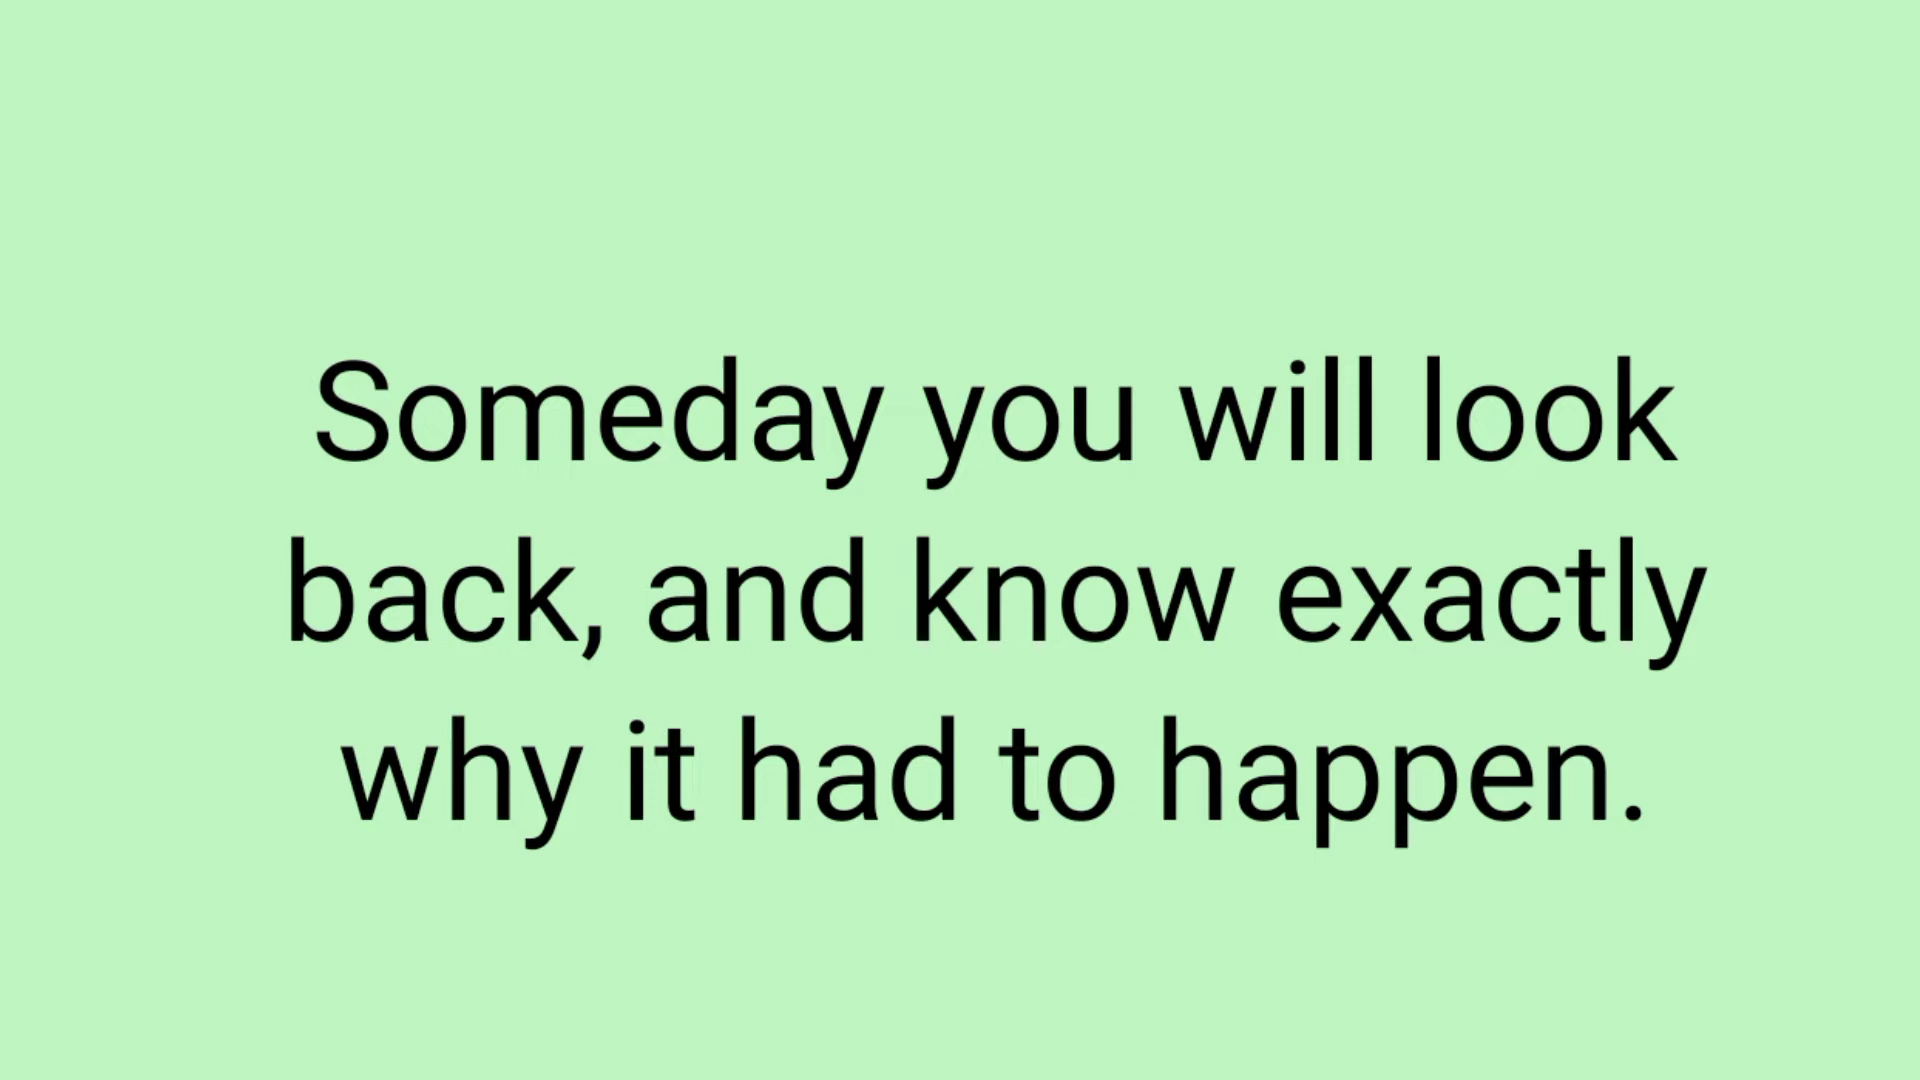 Someday you will look
back, and know exactly
why it had to happen.